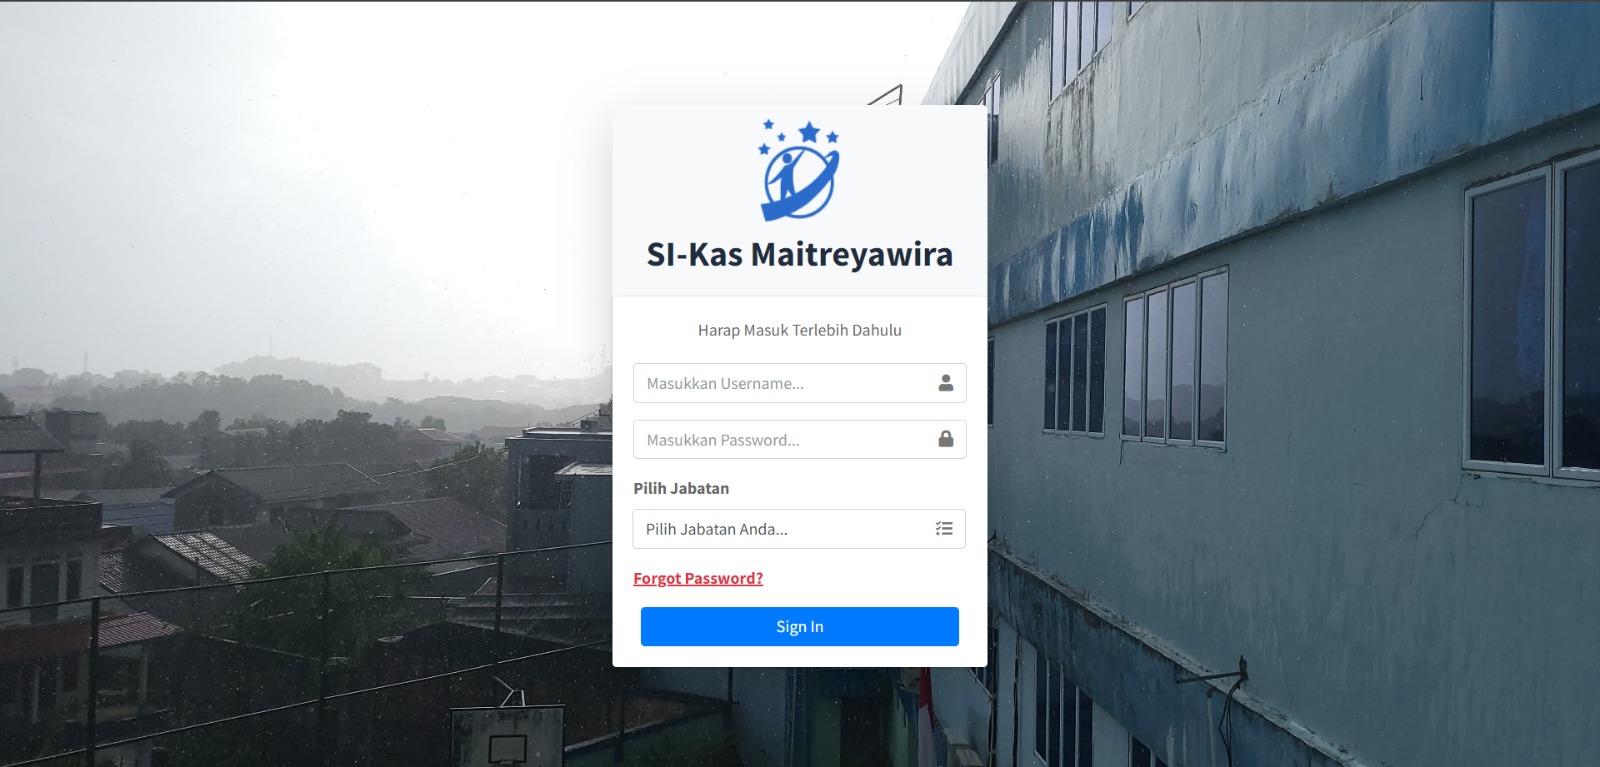 SI-Kas Maitreyawira
Harap Masuk Terlebih Dahulu
Masukkan Username...
Masukkan Password...
Pilih Jabatan
Pilih Jabatan Anda...
Forgot Password?
Sign In